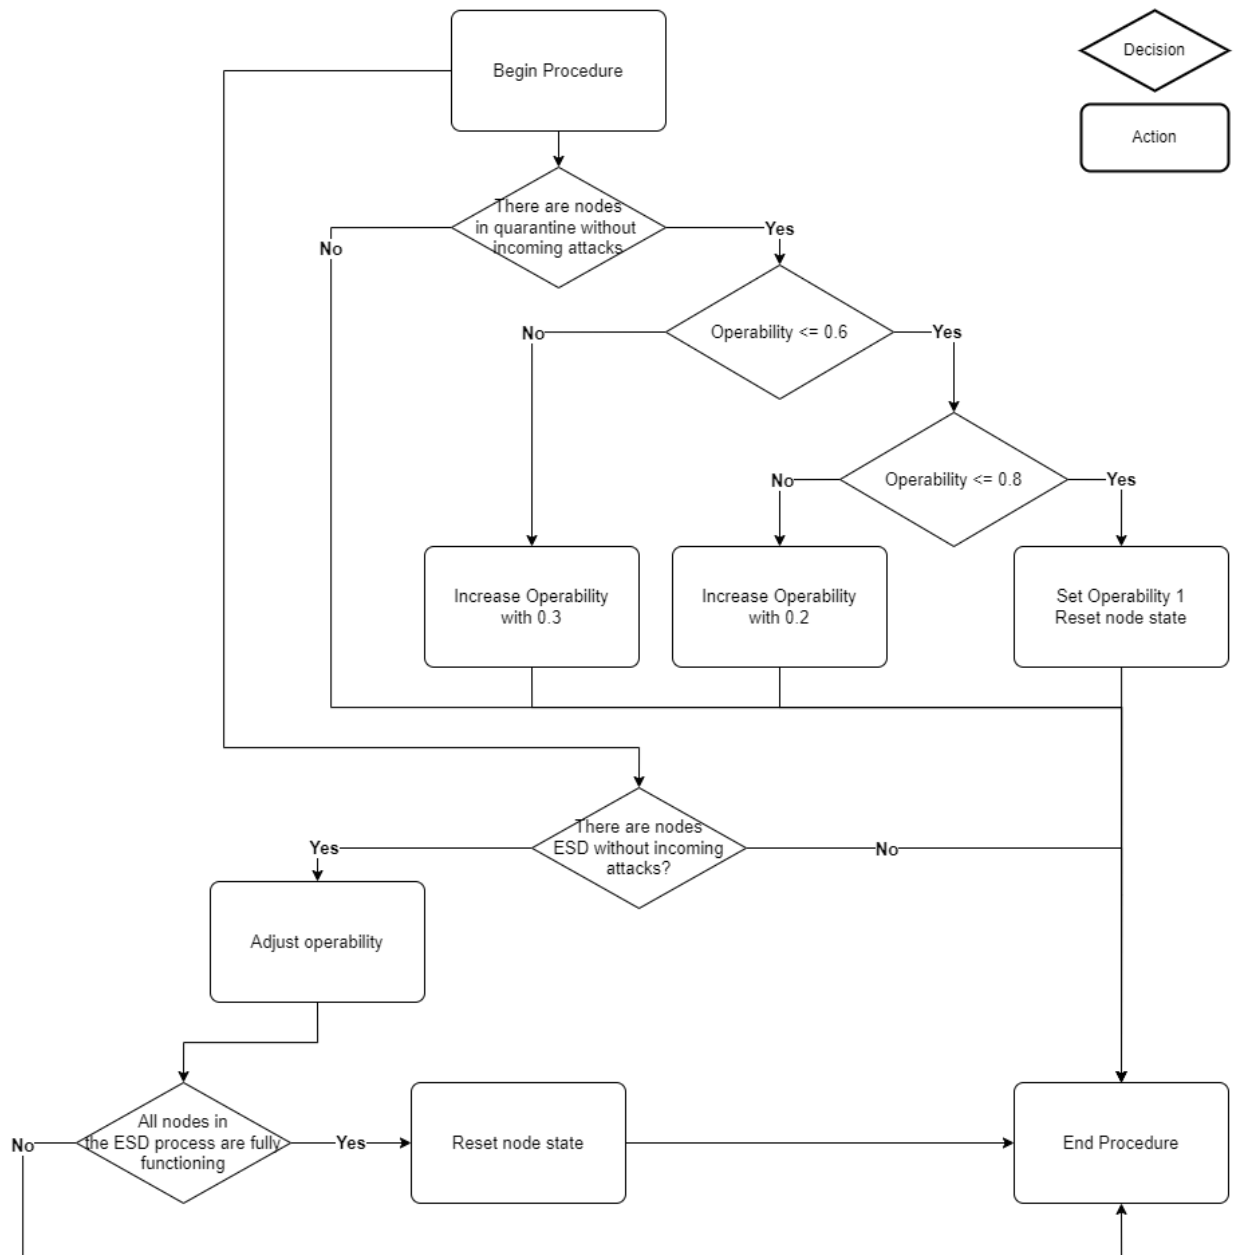 Begin Procedure
Decision
Action
There are nodes
in quarantine without
incoming attacks
No
Yes
Operability <= 0.6
No
Yes
Operability <= 0.8
No
Yes
Increase Operability
with 0.3
Increase Operability
with 0.2
Set Operability 1
Reset node state
There are nodes
ESD without incoming
attacks?
Yes
No
Adjust operability
All nodes in
the ESD process are fully
functioning
No
Yes
Reset node state
End Procedure